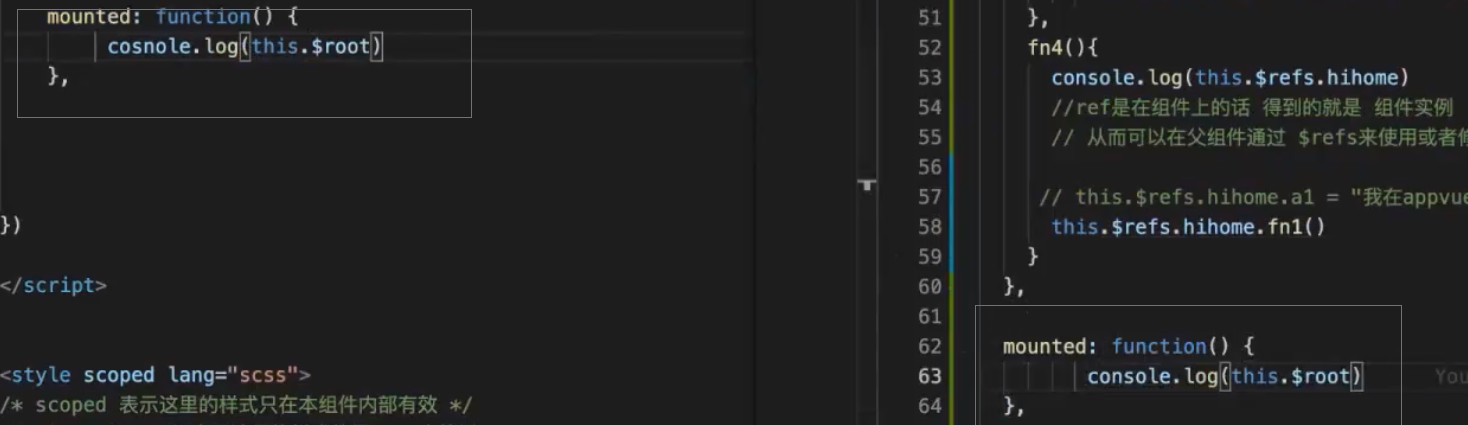 mounted: function() {
cosnole.log(this.$root)
},
})
</script>
<style scoped lang="scss">
/* scoped 表示这里的样式只在本组件内部有效 */
51 },
52 fn4(){
53 console.log(this.$refs.hihome)
54 //ref是在组件上的话 得到的就是 组件实例
55 // 从而可以在父组件通过 $refs来使用或者修
56
57 // this.$refs.hihome.a1 = "我在appvue
58 this.$refs.hihome.fn1()
59 }
60 },
61
62 mounted: function() {
63 console.log(this.$root) You
64 },